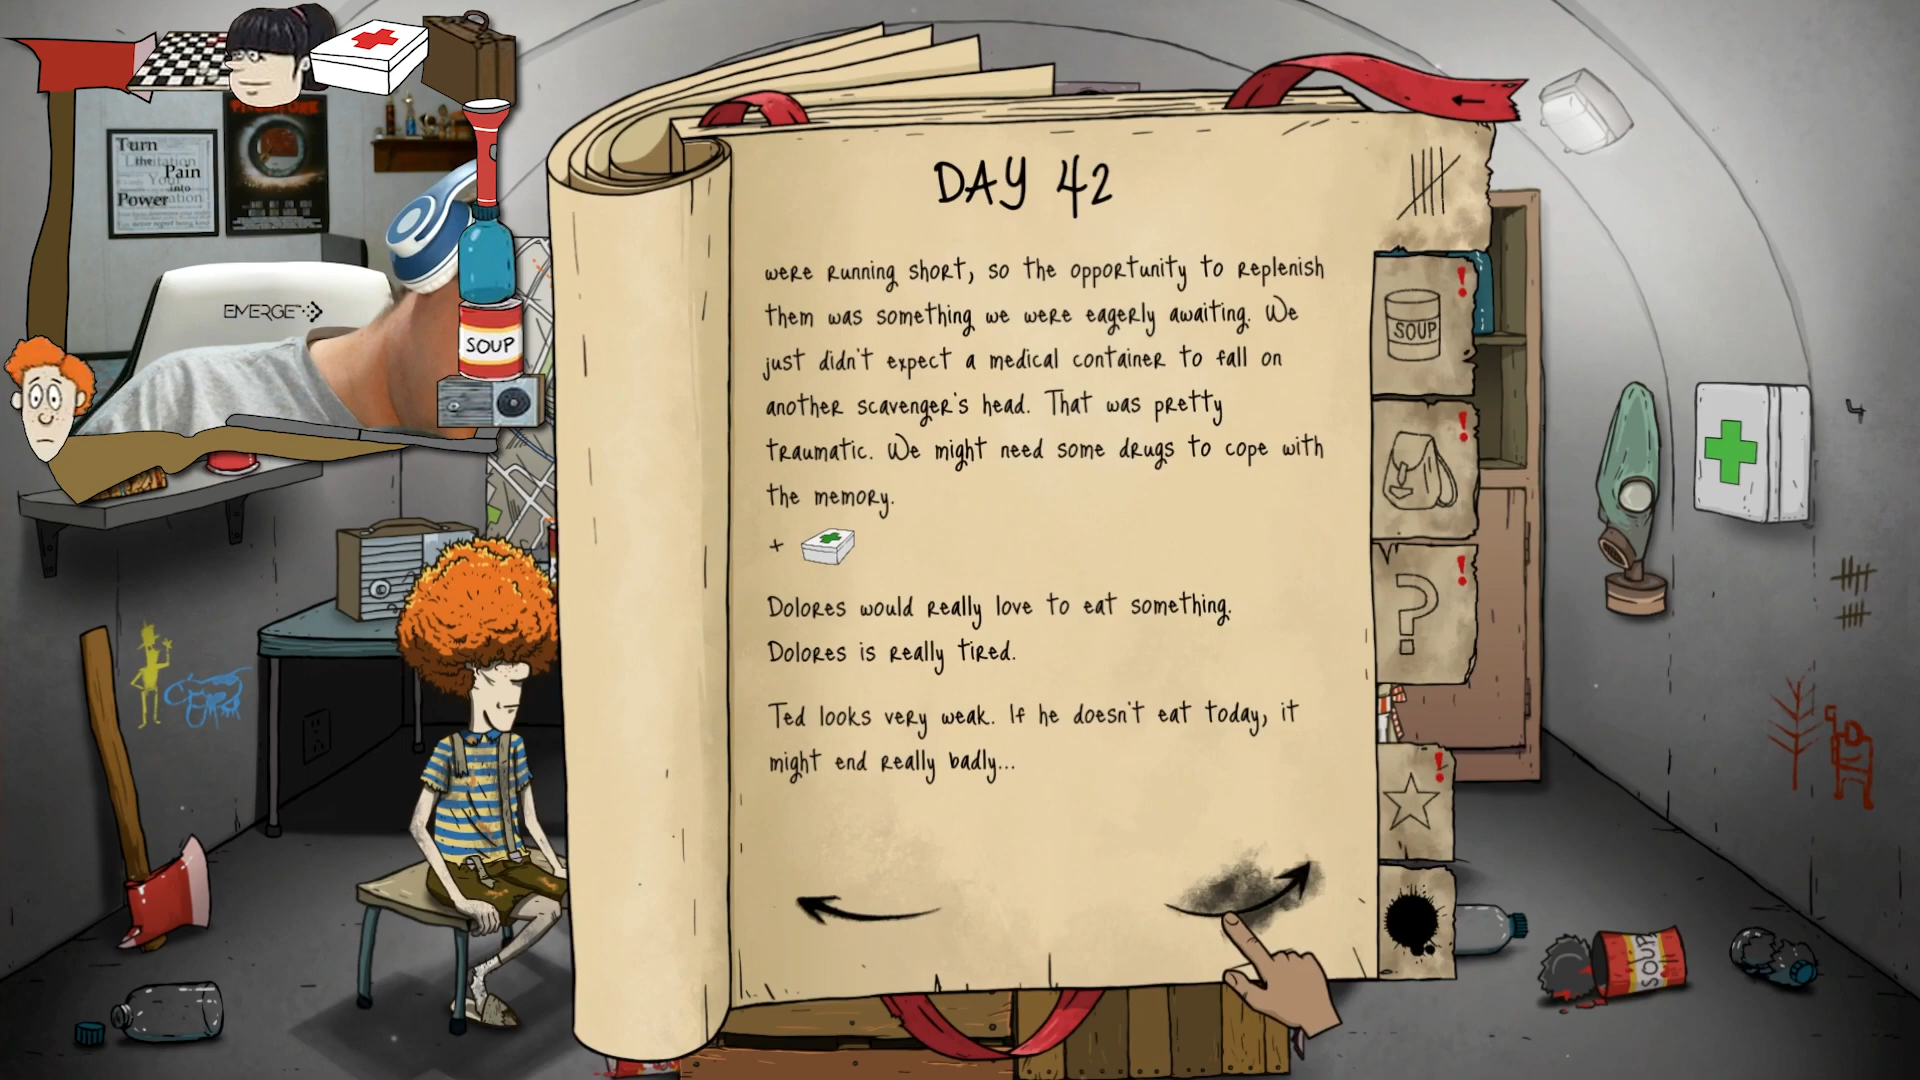 DAY 42
were running short, so the opportunity to replenish
them was something we were eagerly awaiting. We
just didn't expect a medical container to fall on
another scavenger's head. That was pretty
traumatic. We might need some drugs to cope with
the memory.
+
Dolores would really love to eat something.
Dolores is really tired.
Ted looks very weak. If he doesn't eat today, it
might end really badly...
SOUP
Turn
the
Pain
into
Power
EMERGE
SOUP
SOUP